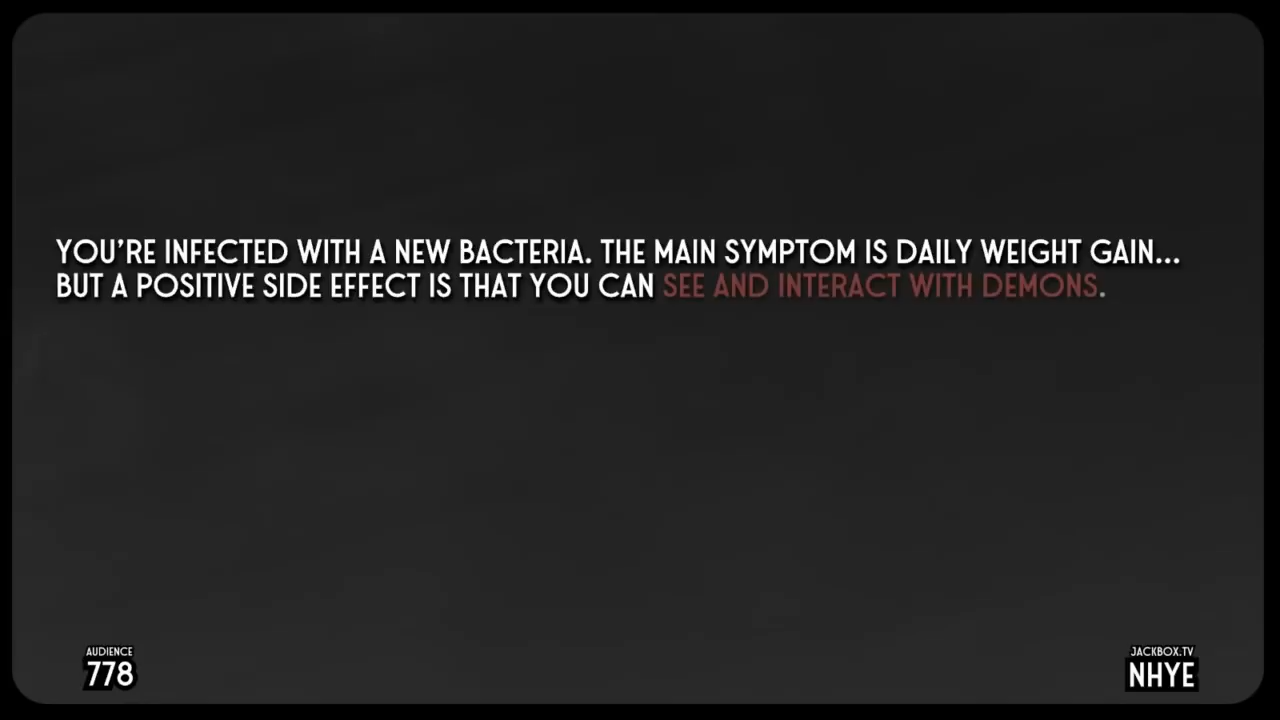 YOU'RE INFECTED WITH A NEW BACTERIA. THE MAIN SYMPTOM IS DAILY WEIGHT GAIN...
BUT A POSITIVE SIDE EFFECT IS THAT YOU CAN SEE AND INTERACT WITH DEMONS.
AUDIENCE
778
JACKBOX.TV
NHYE